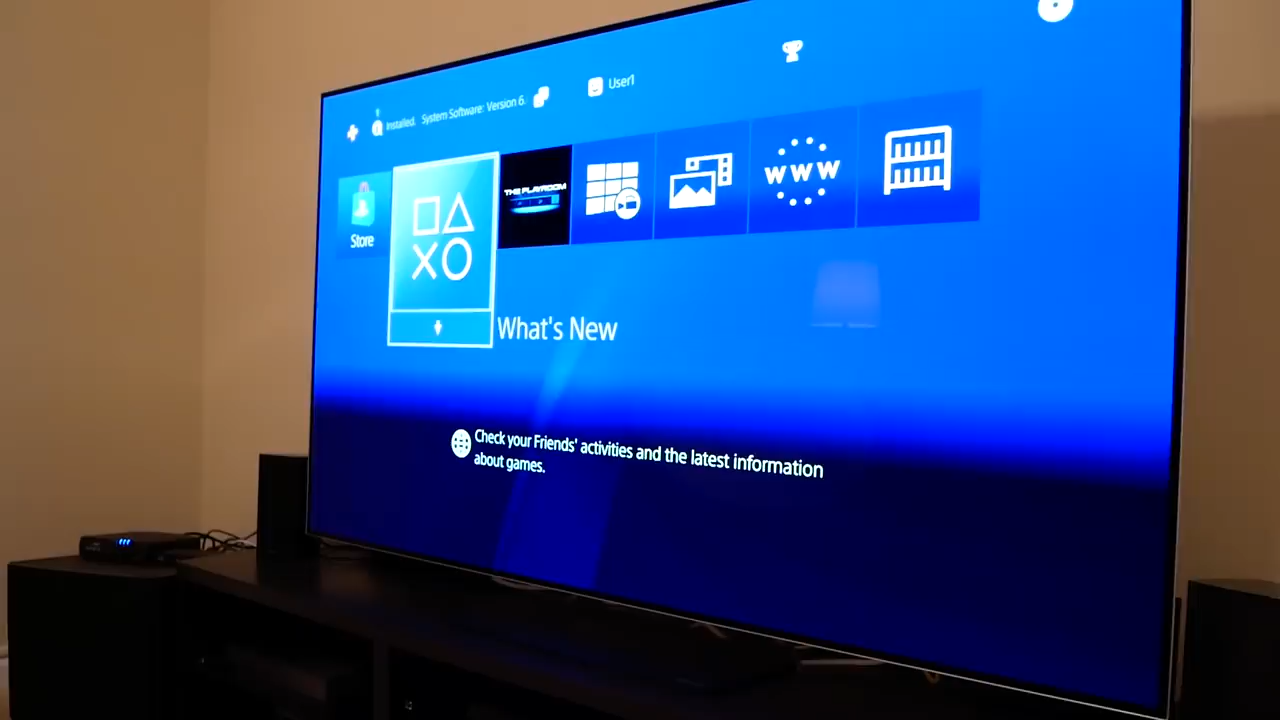 Installed. System Software: Version 6.
User1
Store
THE PLAYROOM
WWW
What's New
Check your Friends' activities and the latest information
about games.